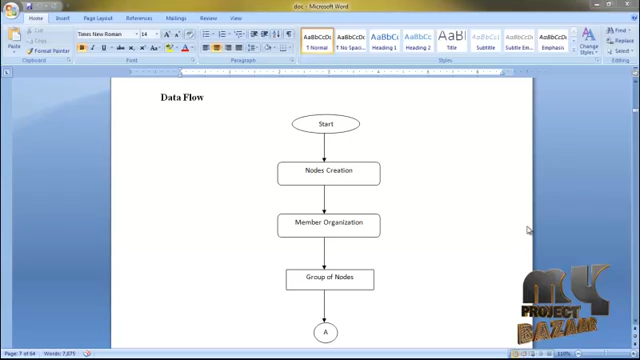 doc - Microsoft Word
Home Insert Page Layout References Mailings Review View
Paste
Cut
Copy
Format Painter
Clipboard
Times New Roman 14
Font
Paragraph
AaBbCcDc AaBbCcDc AaBbCc AaBbCc AaBl AaBbCc. AaBbCcDc AaBbCcDc
T Normal T No Spaci... Heading 1 Heading 2 Title Subtitle Subtle Em... Emphasis
Change Styles
Styles
Find
Replace
Select
Editing
Data Flow
Start
Nodes Creation
Member Organization
Group of Nodes
A
my
PROJECT
BAZAAR
Page: 7 of 64 Words: 7,075
110%